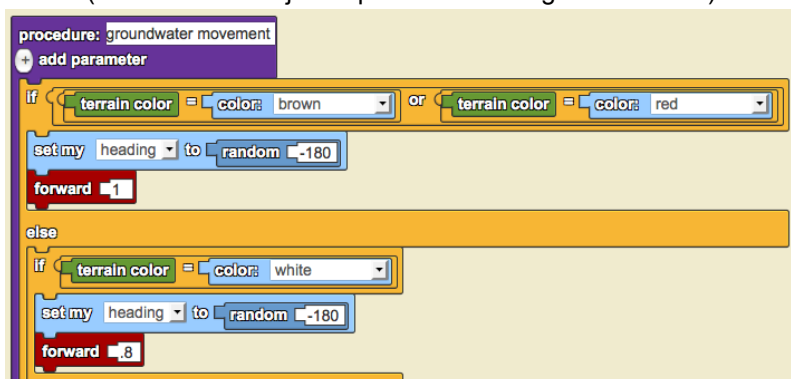 procedure: groundwater movement
+ add parameter
if terrain color = color: brown or terrain color = color: red
set my heading to random -180
forward 1
else
if terrain color = color: white
set my heading to random -180
forward .8